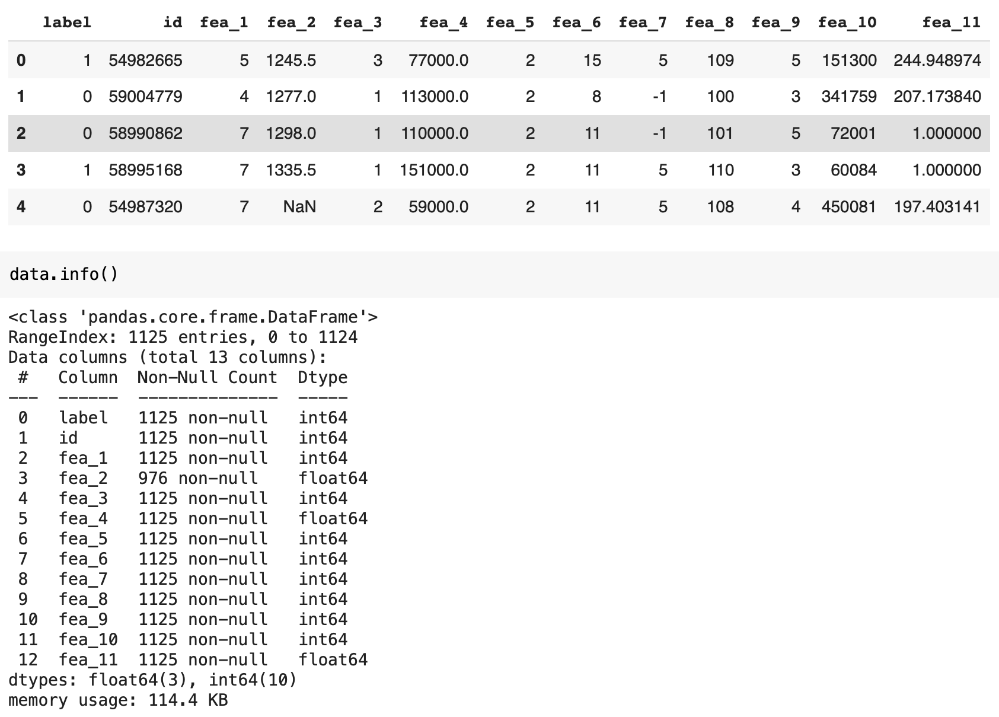 label id fea_1 fea_2 fea_3 fea_4 fea_5 fea_6 fea_7 fea_8 fea_9 fea_10 fea_11
0 1 54982665 5 1245.5 3 77000.0 2 15 5 109 5 151300 244.948974
1 0 59004779 4 1277.0 1 113000.0 2 8 -1 100 3 341759 207.173840
2 0 58990862 7 1298.0 1 110000.0 2 11 -1 101 5 72001 1.000000
3 1 58995168 7 1335.5 1 151000.0 2 11 5 110 3 60084 1.000000
4 0 54987320 7 NaN 2 59000.0 2 11 5 108 4 450081 197.403141
data.info()
<class 'pandas.core.frame.DataFrame'>
RangeIndex: 1125 entries, 0 to 1124
Data columns (total 13 columns):
 #   Column  Non-Null Count  Dtype
---  ------  --------------  -----
 0   label   1125 non-null   int64
 1   id      1125 non-null   int64
 2   fea_1   1125 non-null   int64
 3   fea_2   976 non-null    float64
 4   fea_3   1125 non-null   int64
 5   fea_4   1125 non-null   float64
 6   fea_5   1125 non-null   int64
 7   fea_6   1125 non-null   int64
 8   fea_7   1125 non-null   int64
 9   fea_8   1125 non-null   int64
 10  fea_9   1125 non-null   int64
 11  fea_10  1125 non-null   int64
 12  fea_11  1125 non-null   float64
dtypes: float64(3), int64(10)
memory usage: 114.4 KB